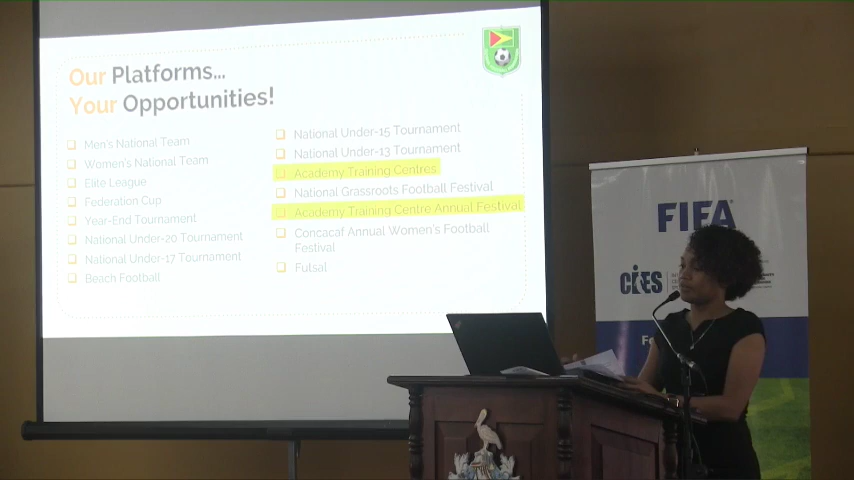 Our Platforms...
Your Opportunities!
Men's National Team
Women's National Team
Elite League
Federation Cup
Year-End Tournament
National Under-20 Tournament
National Under-17 Tournament
Beach Football
National Under-15 Tournament
National Under-13 Tournament
Academy Training Centres
National Grassroots Football Festival
Academy Training Centre Annual Festival
Concacaf Annual Women's Football
Festival
Futsal
FIFA
CIES